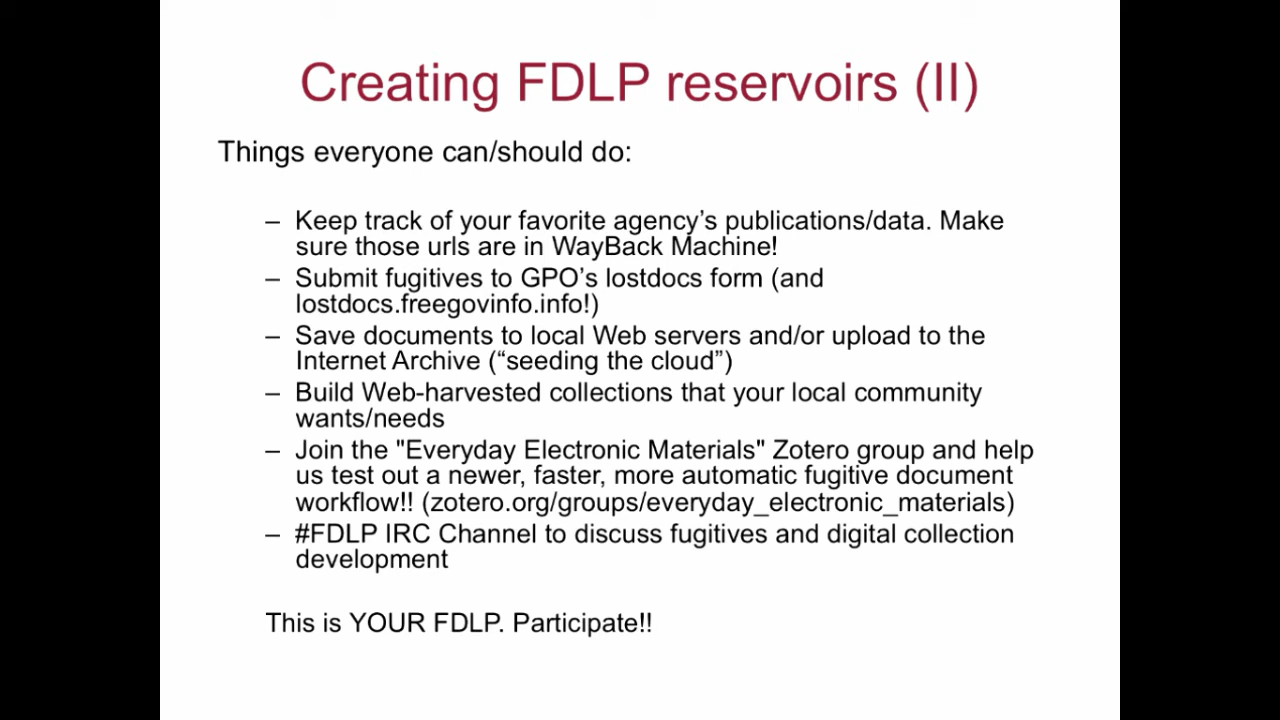 Creating FDLP reservoirs (II)
Things everyone can/should do:
– Keep track of your favorite agency’s publications/data. Make
sure those urls are in WayBack Machine!
– Submit fugitives to GPO’s lostdocs form (and
lostdocs.freegovinfo.info!)
– Save documents to local Web servers and/or upload to the
Internet Archive (“seeding the cloud”)
– Build Web-harvested collections that your local community
wants/needs
– Join the "Everyday Electronic Materials" Zotero group and help
us test out a newer, faster, more automatic fugitive document
workflow!! (zotero.org/groups/everyday_electronic_materials)
– #FDLP IRC Channel to discuss fugitives and digital collection
development
This is YOUR FDLP. Participate!!